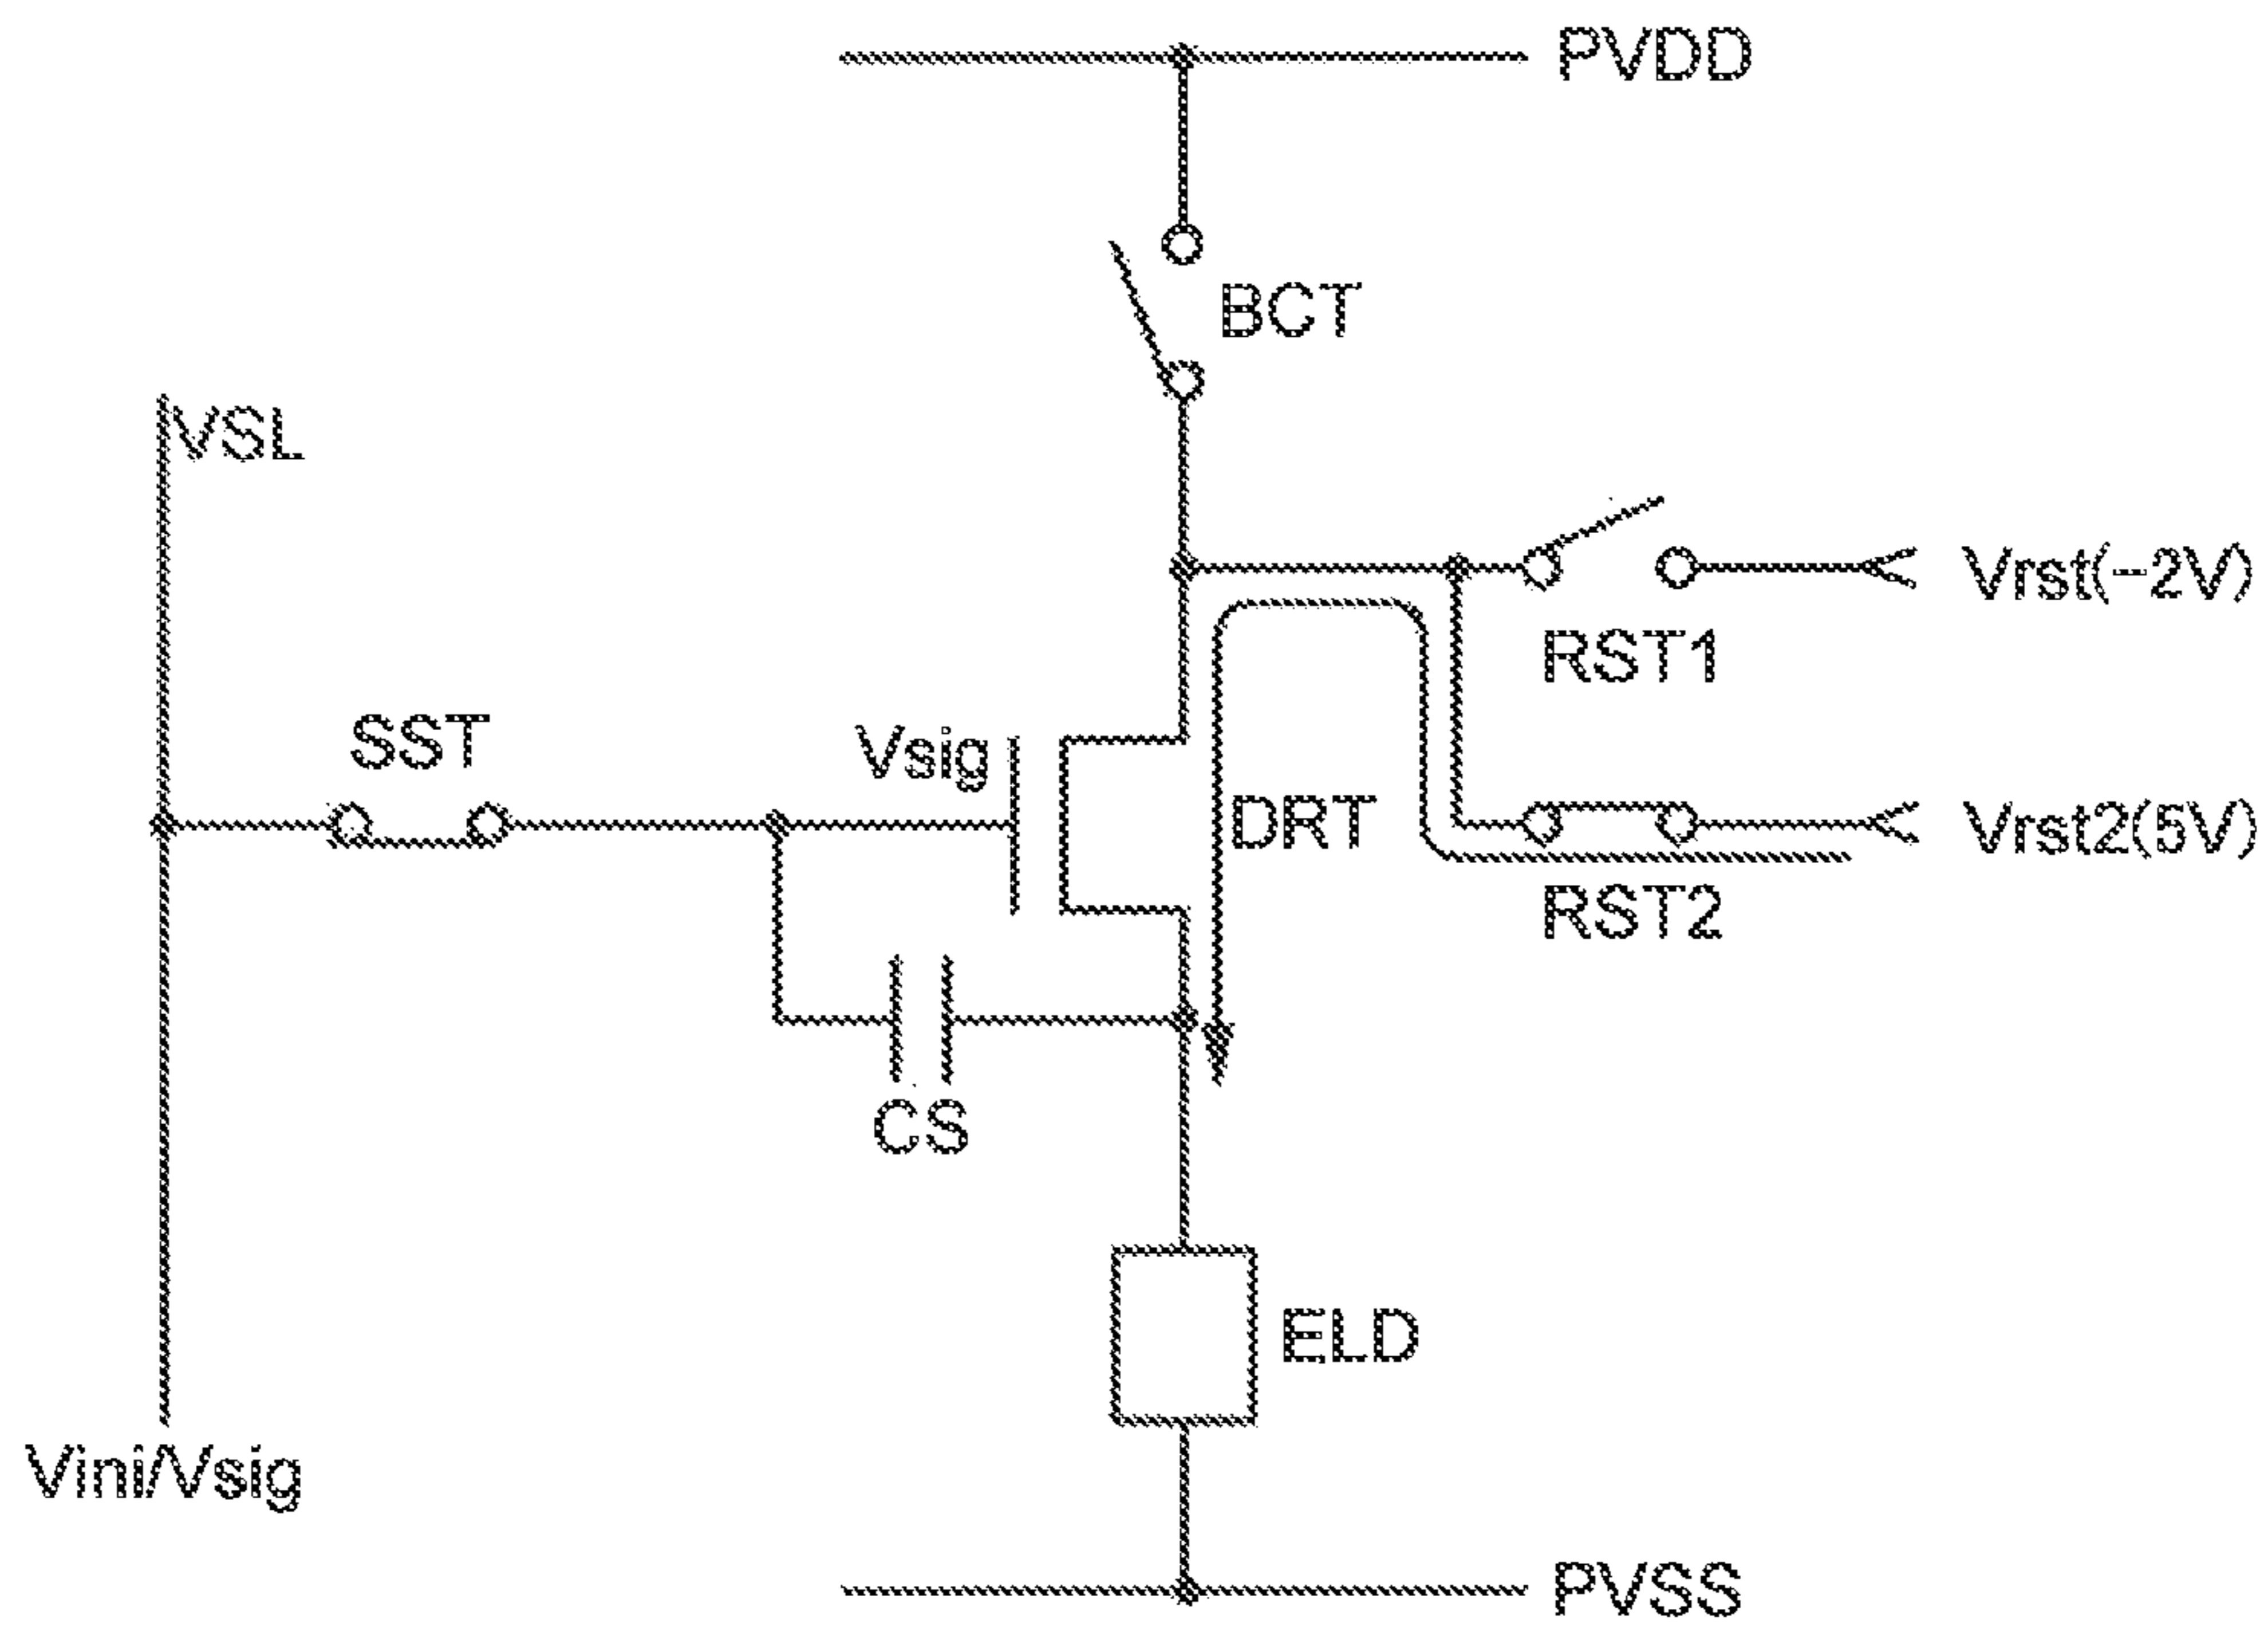 PVDD
BCT
VSL
Vrst(−2V)
RST1
SST
Vsig
DRT
Vrst2(5V)
RST2
CS
ELD
Vini/Vsig
PVSS